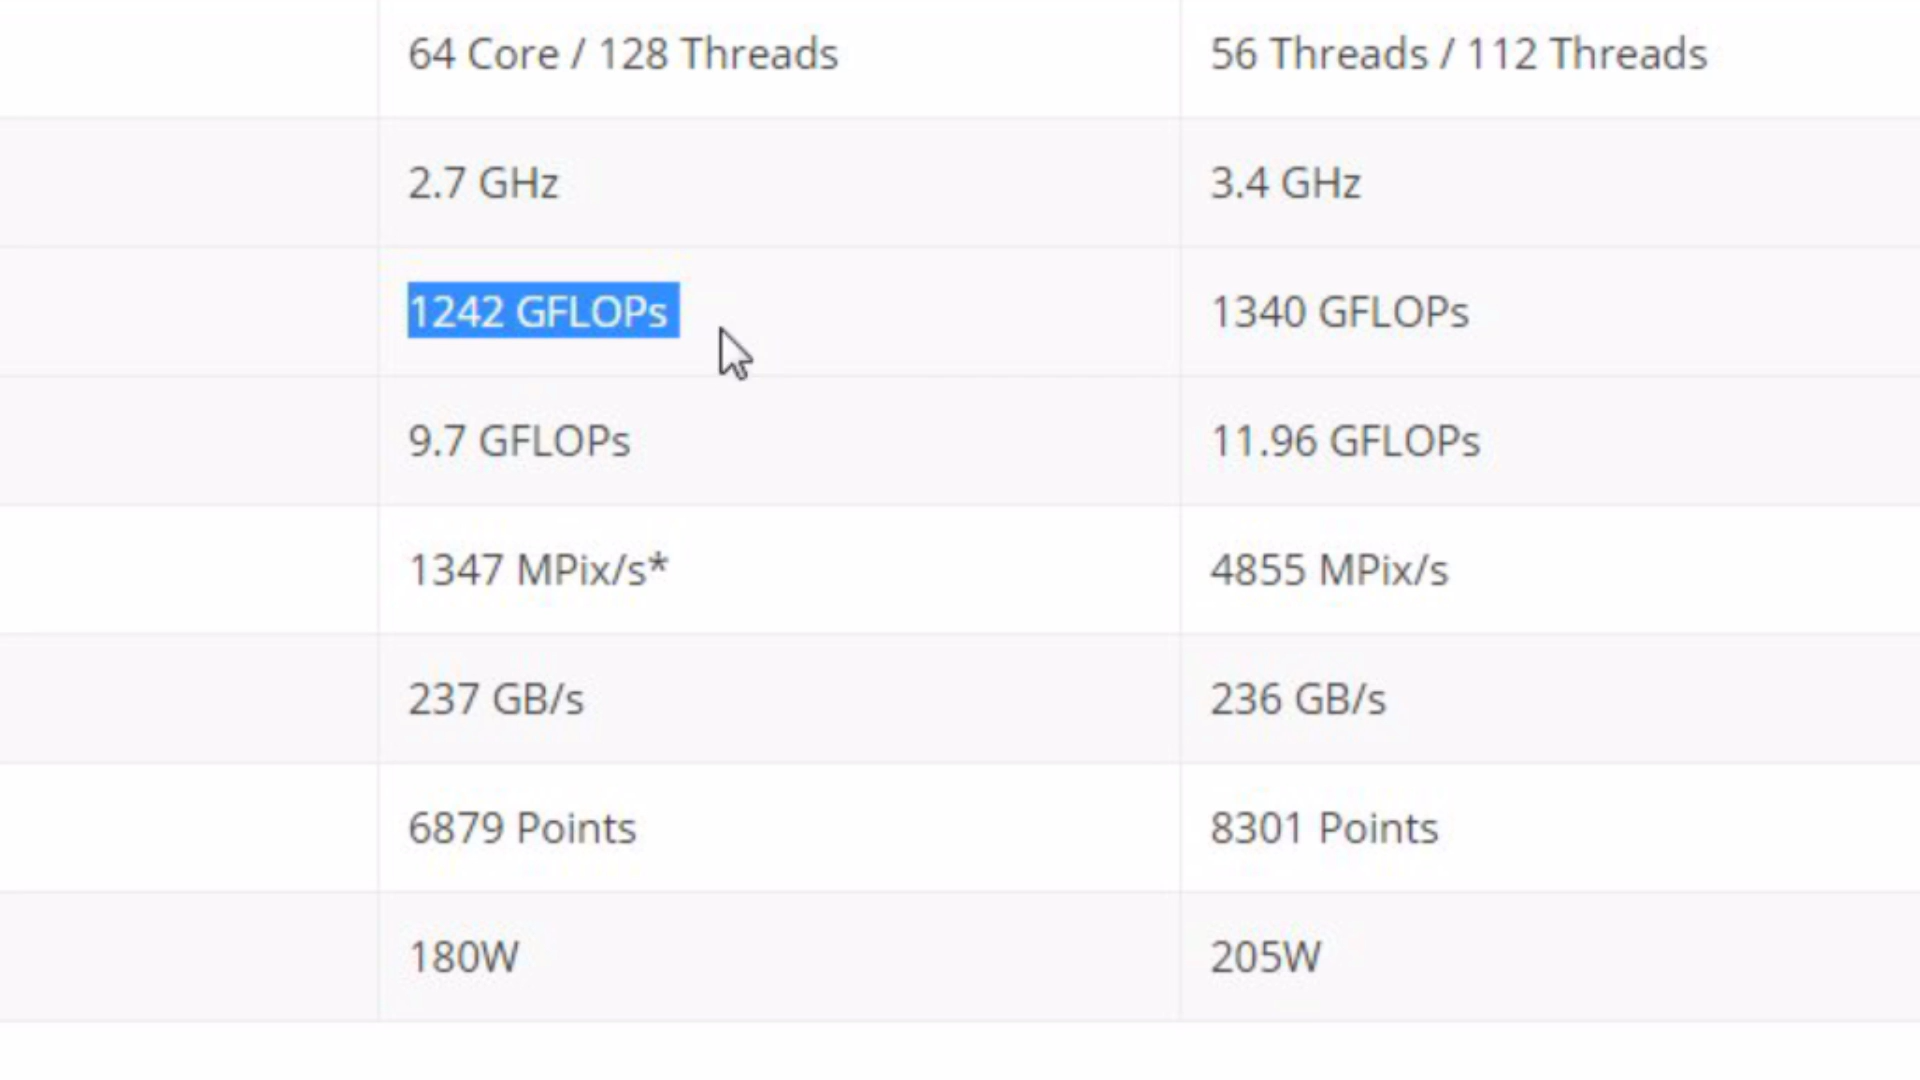 64 Core / 128 Threads 56 Threads / 112 Threads
2.7 GHz 3.4 GHz
1242 GFLOPs 1340 GFLOPs
9.7 GFLOPs 11.96 GFLOPs
1347 MPix/s* 4855 MPix/s
237 GB/s 236 GB/s
6879 Points 8301 Points
180W 205W